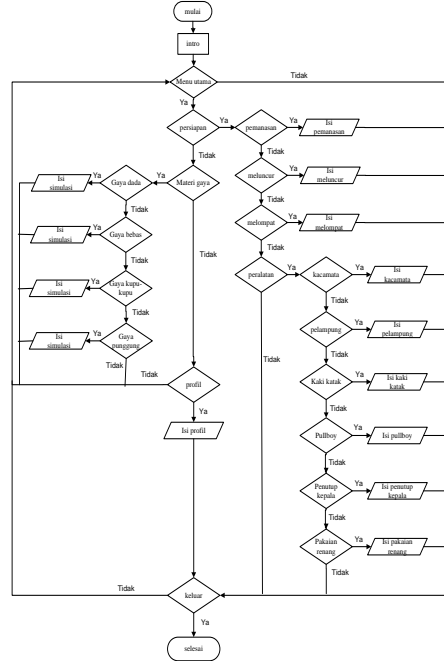 mulai
intro
Menu utama
Tidak
Ya
persiapan
Ya
pemanasan
Ya
Isi
pemanasan
Tidak
Tidak
Isi
simulasi
Ya
Gaya dada
Ya
Materi gaya
meluncur
Ya
Isi
meluncur
Tidak
Tidak
Isi
simulasi
Ya
Gaya bebas
Tidak
melompat
Ya
Isi
melompat
Tidak
Tidak
Isi
simulasi
Ya
Gaya kupu-
kupu
peralatan
Ya
kacamata
Ya
Isi
kacamata
Tidak
Tidak
Isi
simulasi
Ya
Gaya
punggung
pelampung
Ya
Isi
pelampung
Tidak
Tidak
Tidak
Tidak
profil
Kaki katak
Ya
Isi kaki
katak
Ya
Tidak
Isi profil
Pullboy
Ya
Isi pullboy
Tidak
Penutup
kepala
Ya
Isi penutup
kepala
Tidak
Pakaian
renang
Ya
Isi pakaian
renang
Tidak
Tidak
keluar
Ya
selesai